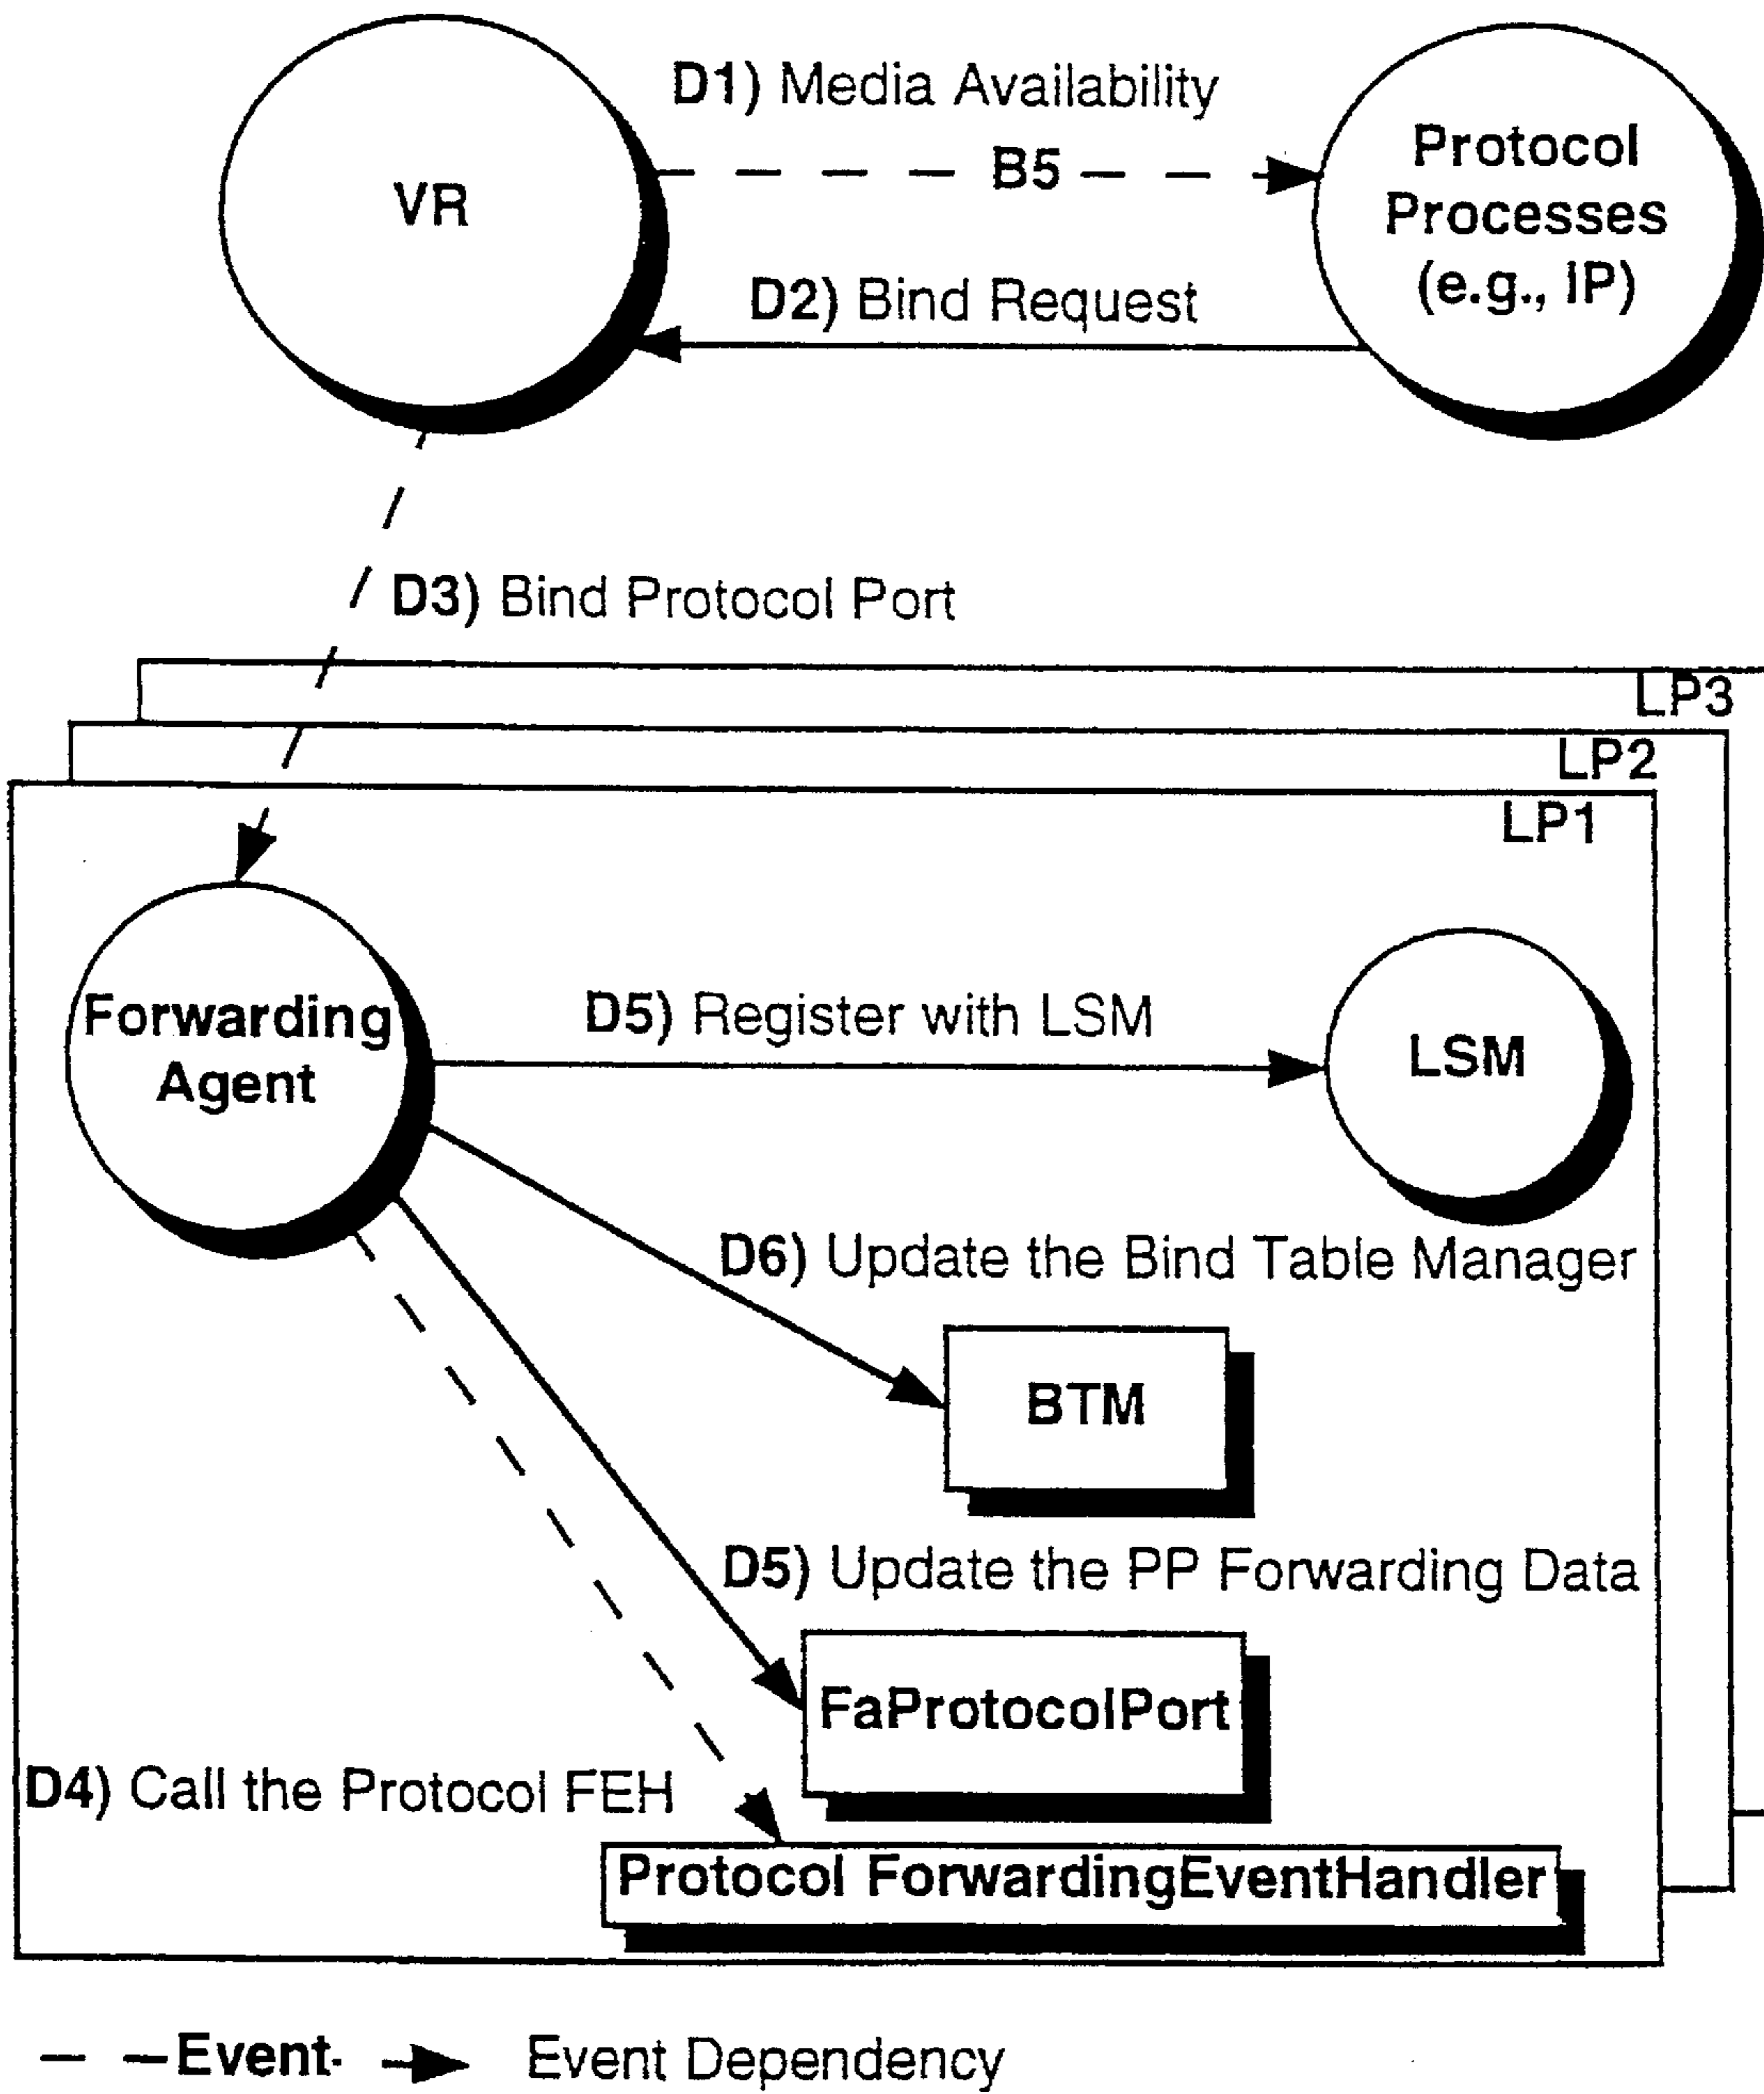 D1) Media Availability
B5
VR
Protocol
Processes
(e.g., IP)
D2) Bind Request
D3) Bind Protocol Port
LP3
LP2
LP1
Forwarding
Agent
D5) Register with LSM
LSM
D6) Update the Bind Table Manager
BTM
D5) Update the PP Forwarding Data
FaProtocolPort
D4) Call the Protocol FEH
Protocol ForwardingEventHandler
Event
Event Dependency